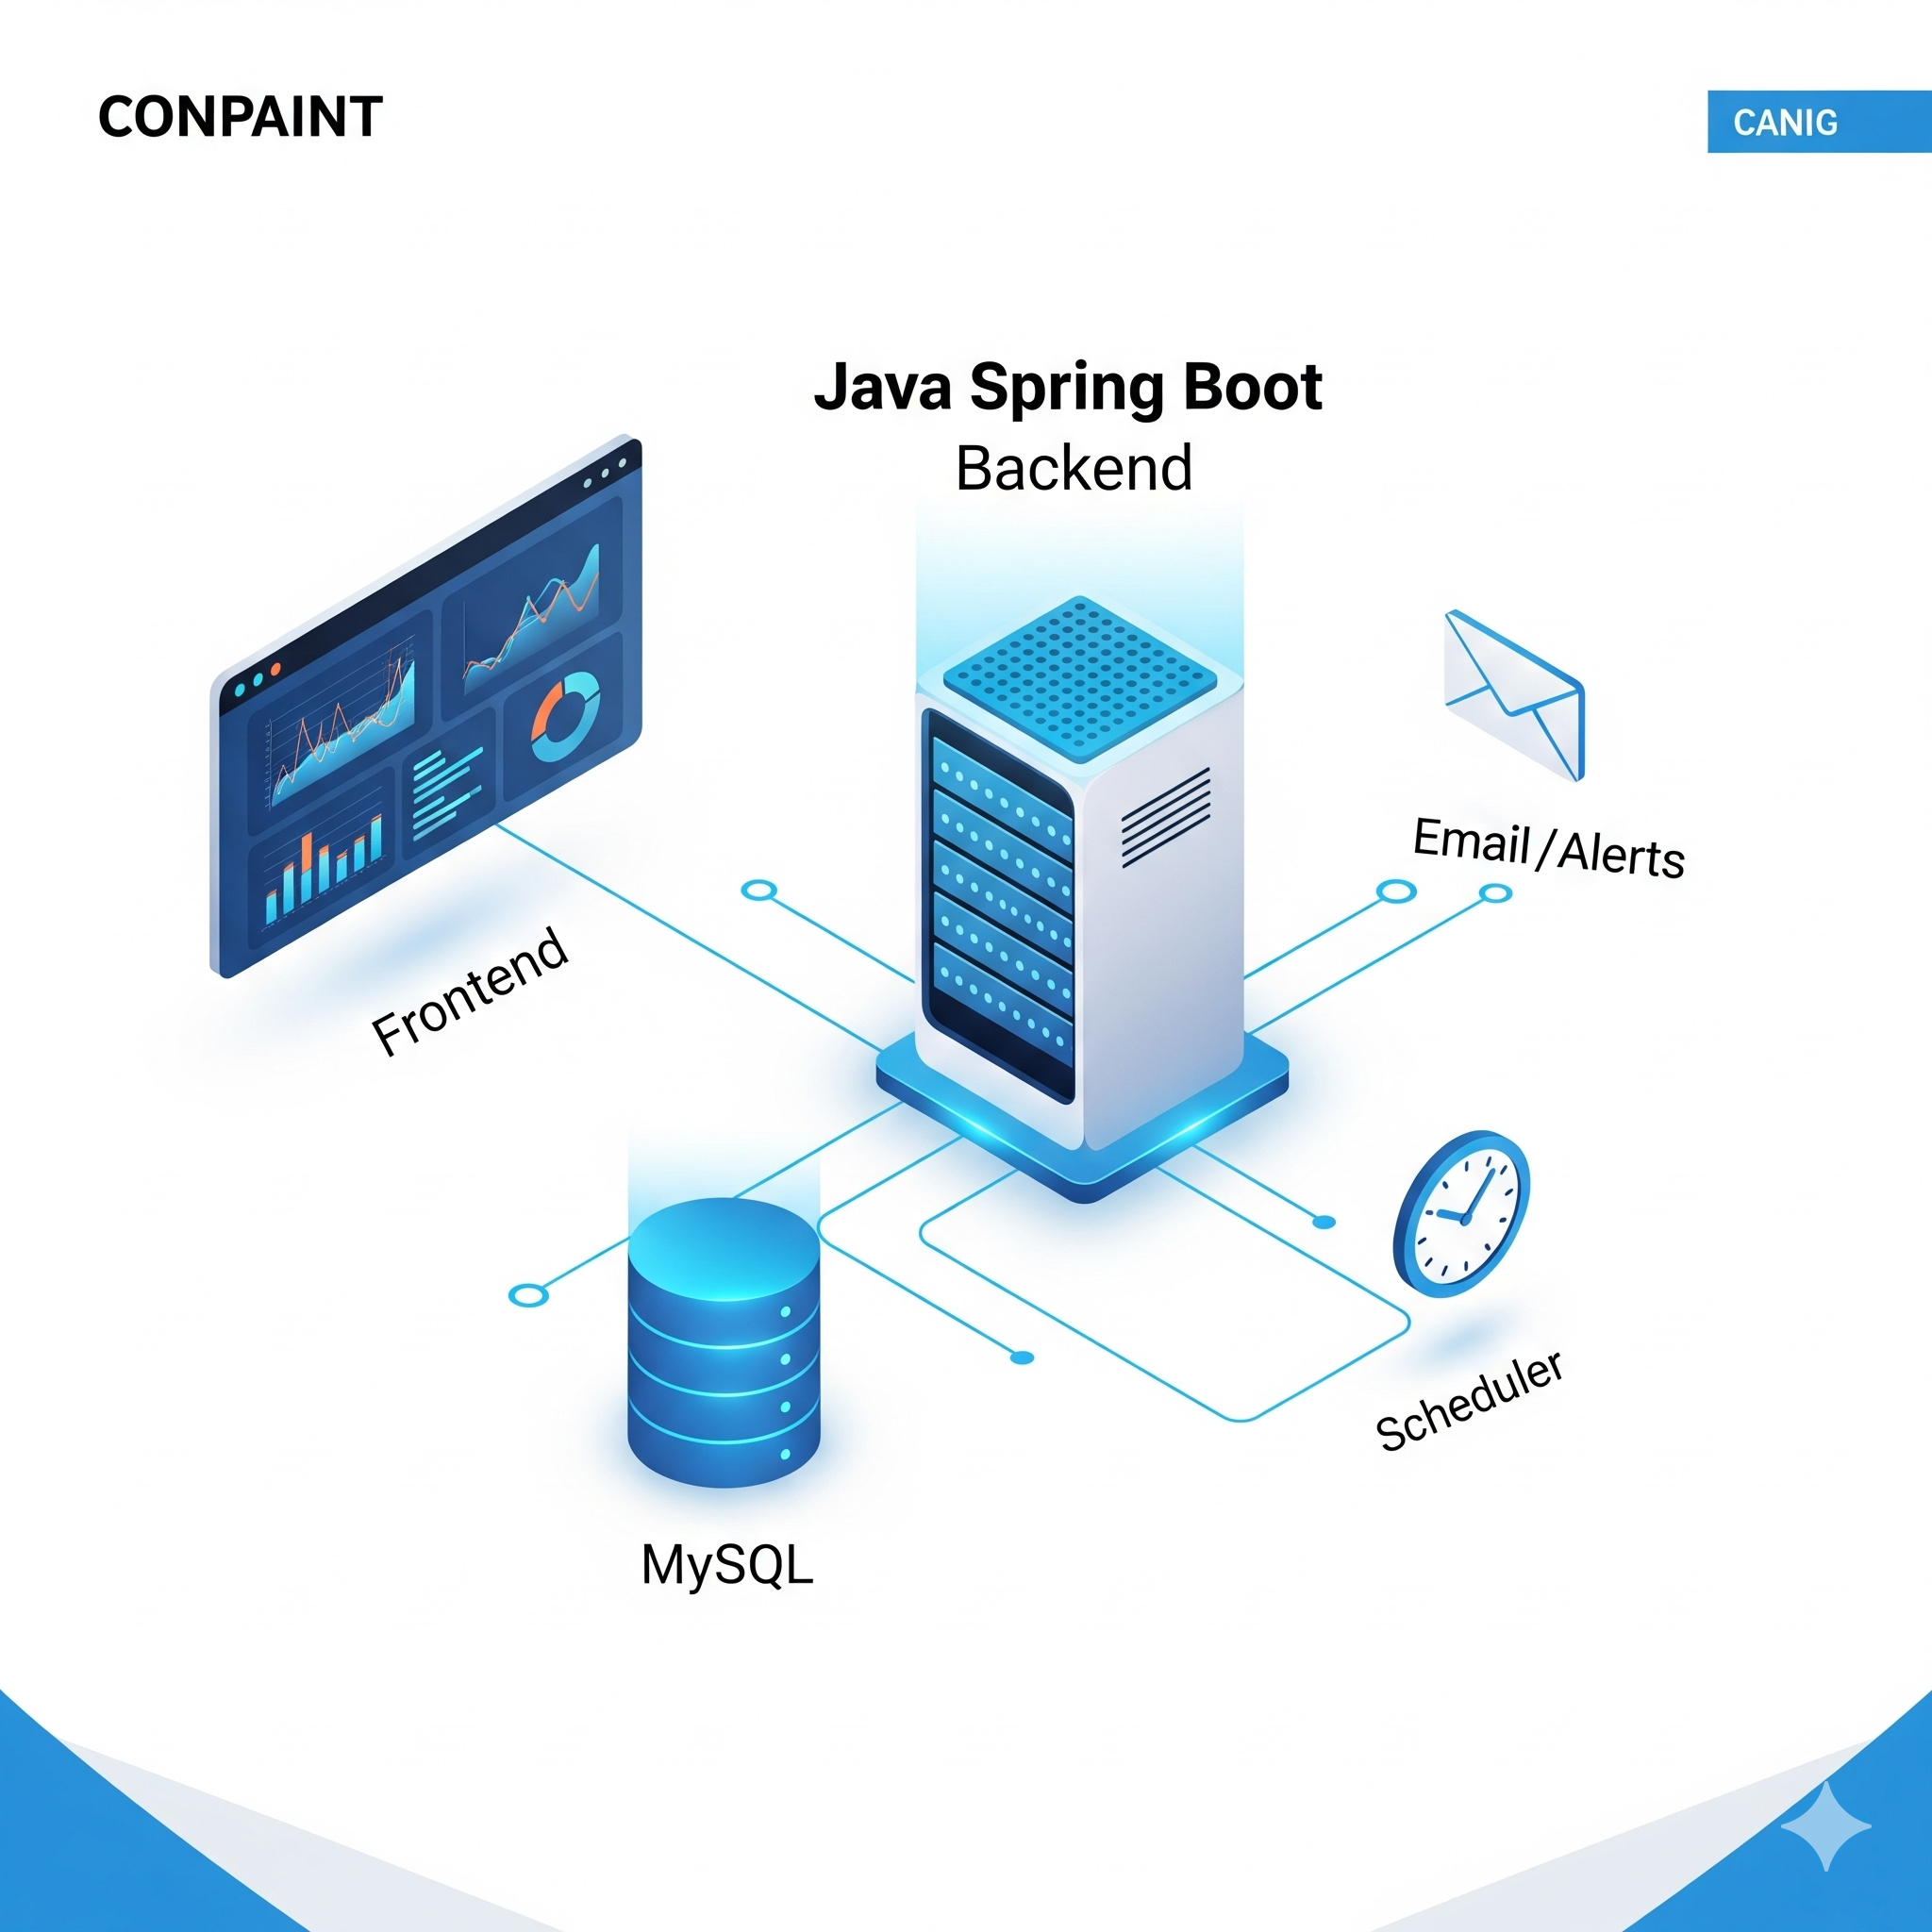 CONPAINT
CANIG
Java Spring Boot
Backend
Email/Alerts
Frontend
Scheduler
MySQL